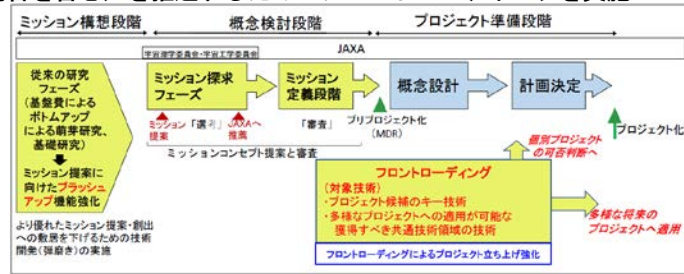 ミッション構想段階
概念検討段階
プロジェクト準備段階
JAXA
宇宙理学委員会・宇宙工学委員会
従来の研究
フェーズ
(基盤費による
ボトムアップ
による萌芽研究、
基礎研究)
ミッション提案に
向けたブラッシュ
アップ機能強化
より優れたミッション提案・創出
への敷居を下げるための技術
開発(弾磨き)の実施
ミッション探求
フェーズ
ミッション
定義段階
概念設計
計画決定
ミッション
提案
「選考」
JAXAへ
推薦
「審査」
プリプロジェクト化
(MDR)
プロジェクト化
ミッションコンセプト提案と審査
個別プロジェクト
の可否判断へ
フロントローディング
(対象技術)
・プロジェクト候補のキー技術
・多様なプロジェクトへの適用が可能な
獲得すべき共通技術領域の技術
多様な将来の
プロジェクトへ適用
フロントローディングによるプロジェクト立ち上げ強化